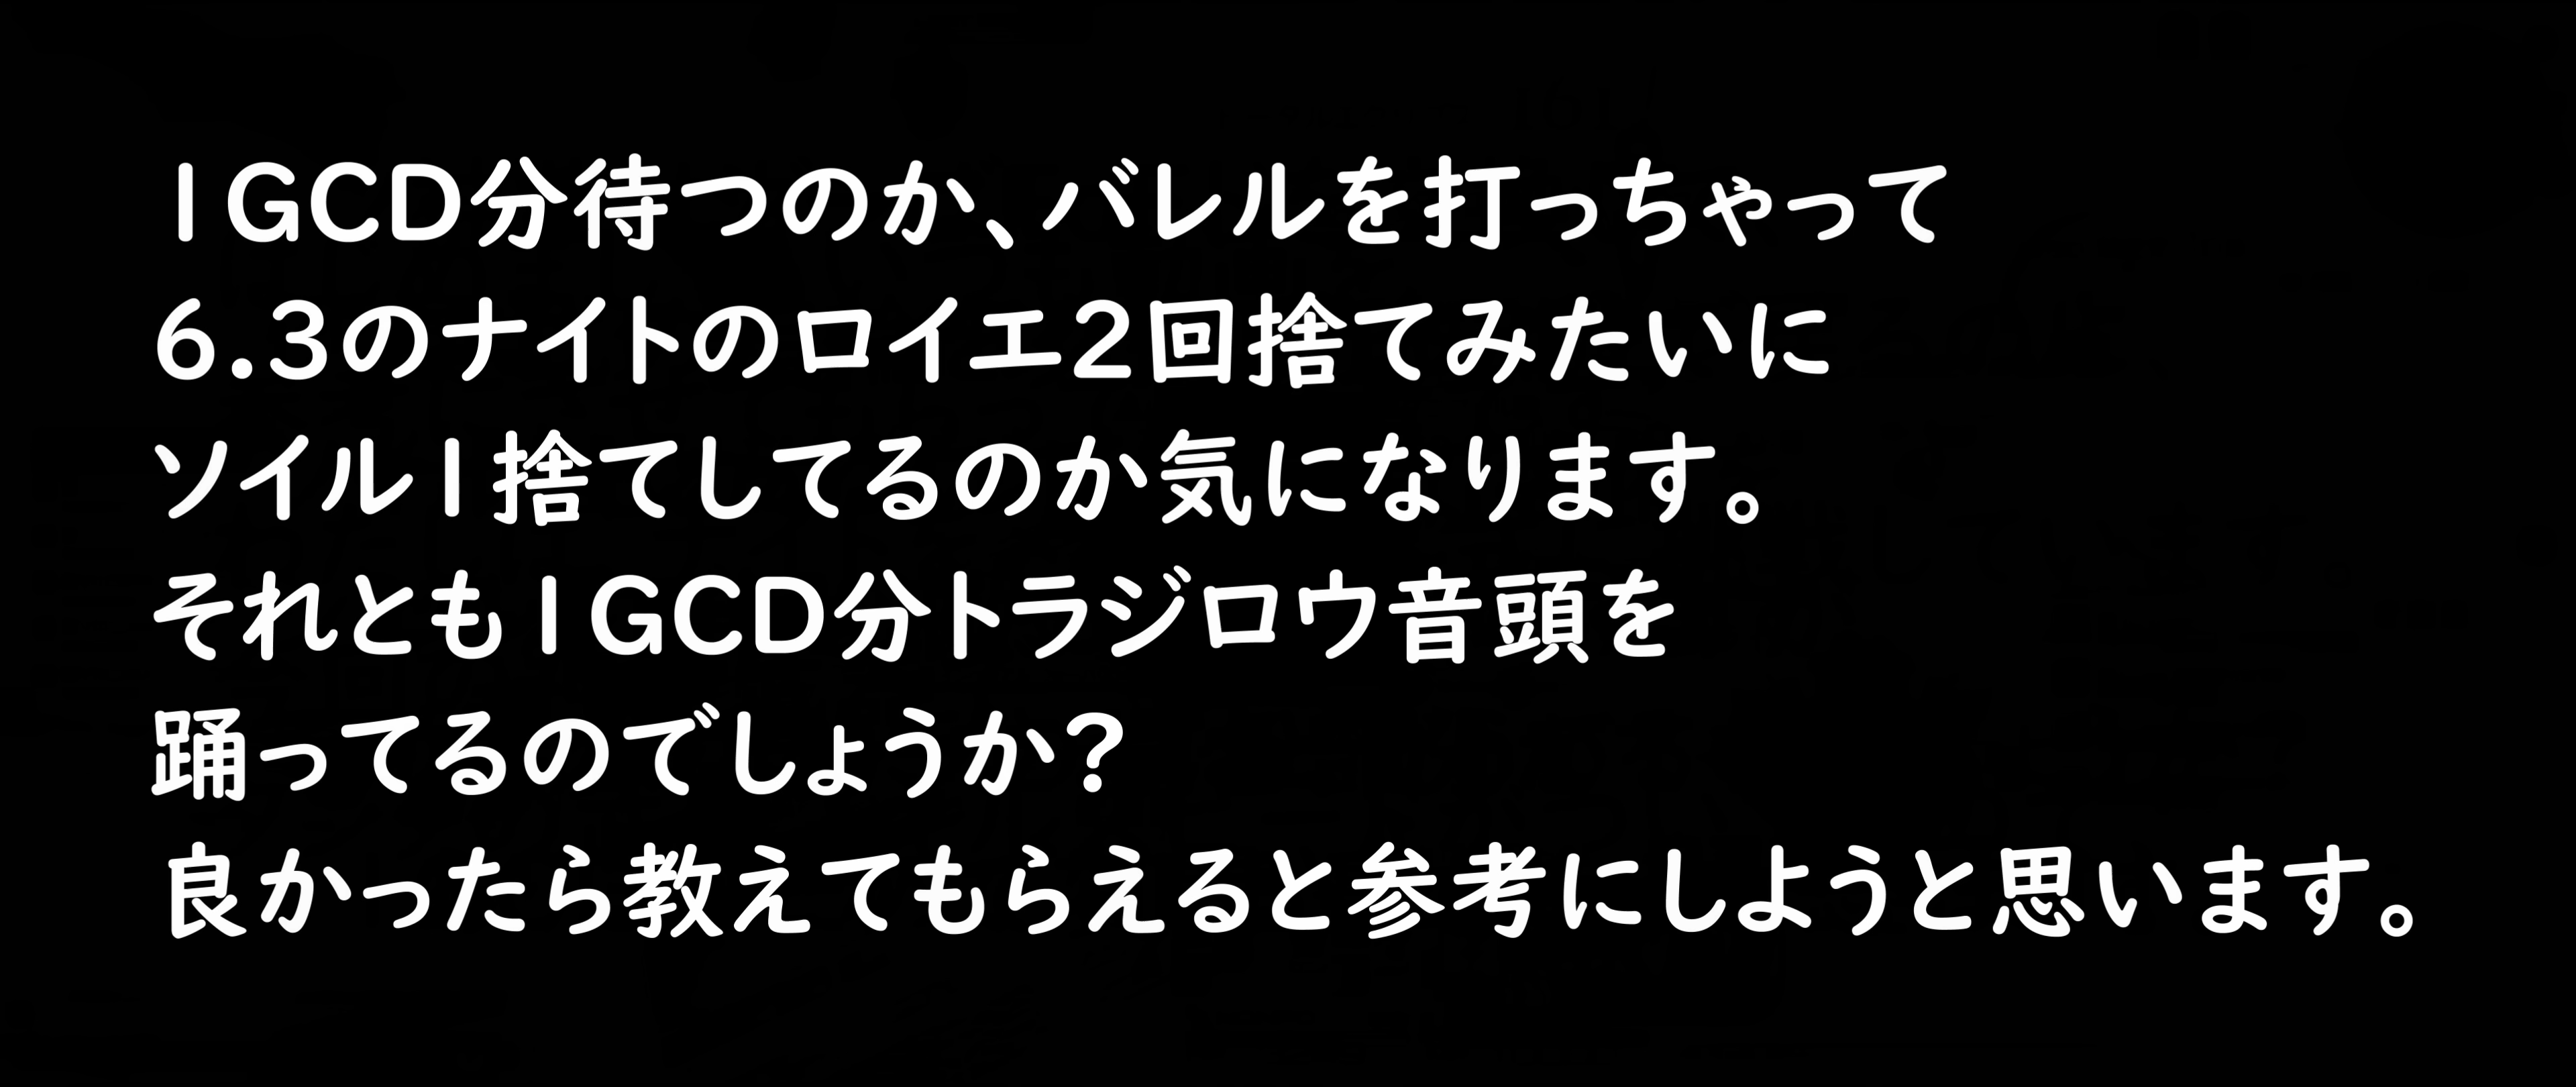 1GCD分待つのか、バレルを打っちゃって
6.3のナイトのロイエ2回捨てみたいに
ソイル1捨てしてるのか気になります。
それとも1GCD分トラジロウ音頭を
踊ってるのでしょうか？
良かったら教えてもらえると参考にしようと思います。